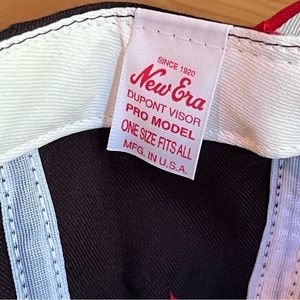 SINCE 1920
New Era
DUPONT VISOR
PRO MODEL
ONE SIZE FITS ALL
MFG. IN U.S.A.